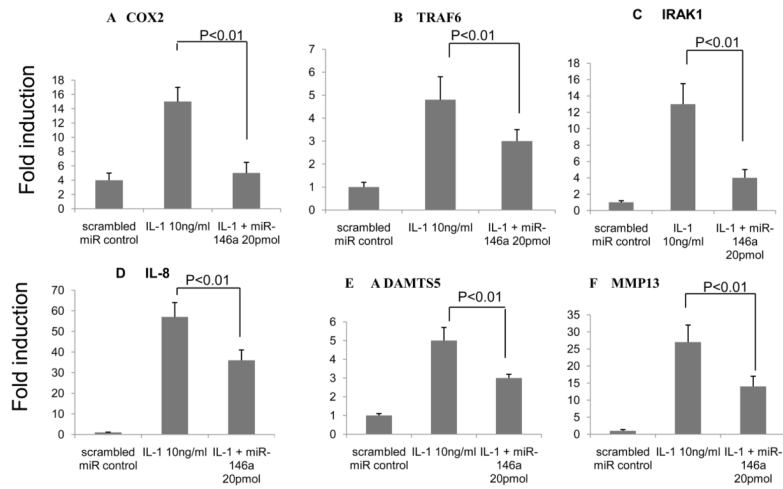 A COX2
P<0.01
Fold induction
18
16
14
12
10
8
6
4
2
0
scrambled
miR control
IL-1 10ng/ml
IL-1 + miR-
146a 20pmol
B TRAF6
P<0.01
7
6
5
4
3
2
1
0
scrambled
miR control
IL-1 10ng/ml
IL-1 + miR-
146a 20pmol
C IRAK1
P<0.01
18
16
14
12
10
8
6
4
2
0
scrambled
miR control
IL-1
10ng/ml
IL-1 + miR-
146a
20pmol
D IL-8
P<0.01
Fold induction
70
60
50
40
30
20
10
0
scrambled
miR control
IL-1 10ng/ml
IL-1 + miR-
146a
20pmol
E A DAMTS5
P<0.01
6
5
4
3
2
1
0
scrambled
miR control
IL-1 10ng/ml
IL-1 + miR-
146a
20pmol
F MMP13
P<0.01
35
30
25
20
15
10
5
0
scrambled
miR control
IL-1 10ng/ml
IL-1 + miR-
146a
20pmol